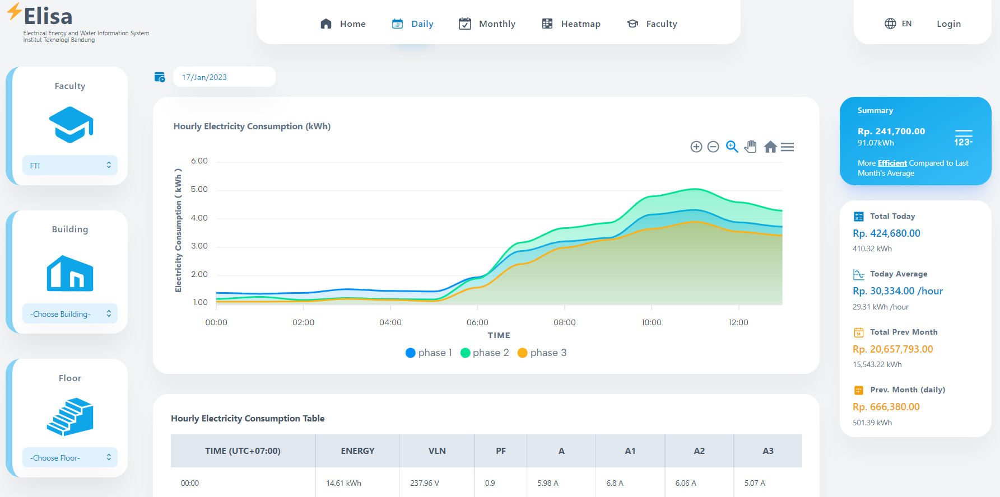 Elisa
Electrical Energy and Water Information System
Institut Teknologi Bandung
Home
Daily
Monthly
Heatmap
Faculty
EN
Login
Faculty
FTI
Building
-Choose Building-
Floor
-Choose Floor-
17/Jan/2023
Hourly Electricity Consumption (kWh)
Electricity Consumption ( kWh )
6.00
5.00
4.00
3.00
2.00
1.00
00:00 02:00 04:00 06:00 08:00 10:00 12:00
TIME
phase 1 phase 2 phase 3
Hourly Electricity Consumption Table
TIME (UTC+07:00) ENERGY VLN PF A A1 A2 A3
00:00 14.61 kWh 237.96 V 0.9 5.98 A 6.8 A 6.06 A 5.07 A
Summary
Rp. 241,700.00
91.07kWh
123-
More Efficient Compared to Last
Month's Average
Total Today
Rp. 424,680.00
410.32 kWh
Today Average
Rp. 30,334.00 /hour
29.31 kWh /hour
Total Prev Month
Rp. 20,657,793.00
15,543.22 kWh
Prev. Month (daily)
Rp. 666,380.00
501.39 kWh